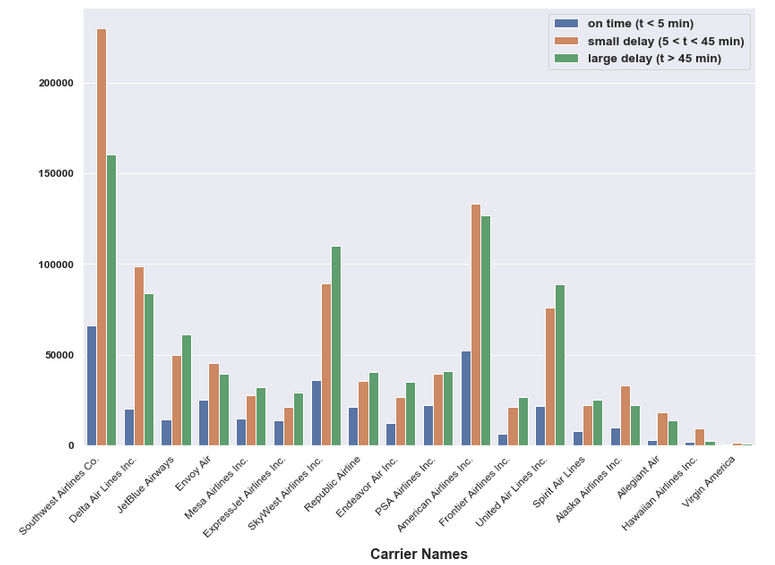 on time (t < 5 min)
small delay (5 < t < 45 min)
large delay (t > 45 min)
200000
150000
100000
50000
0
Southwest Airlines Co.
Delta Air Lines Inc.
JetBlue Airways
Envoy Air
Mesa Airlines Inc.
ExpressJet Airlines Inc.
SkyWest Airlines Inc.
Republic Airline
Endeavor Air Inc.
PSA Airlines Inc.
American Airlines Inc.
Frontier Airlines Inc.
United Air Lines Inc.
Spirit Air Lines
Alaska Airlines Inc.
Allegiant Air
Hawaiian Airlines Inc.
Virgin America
Carrier Names